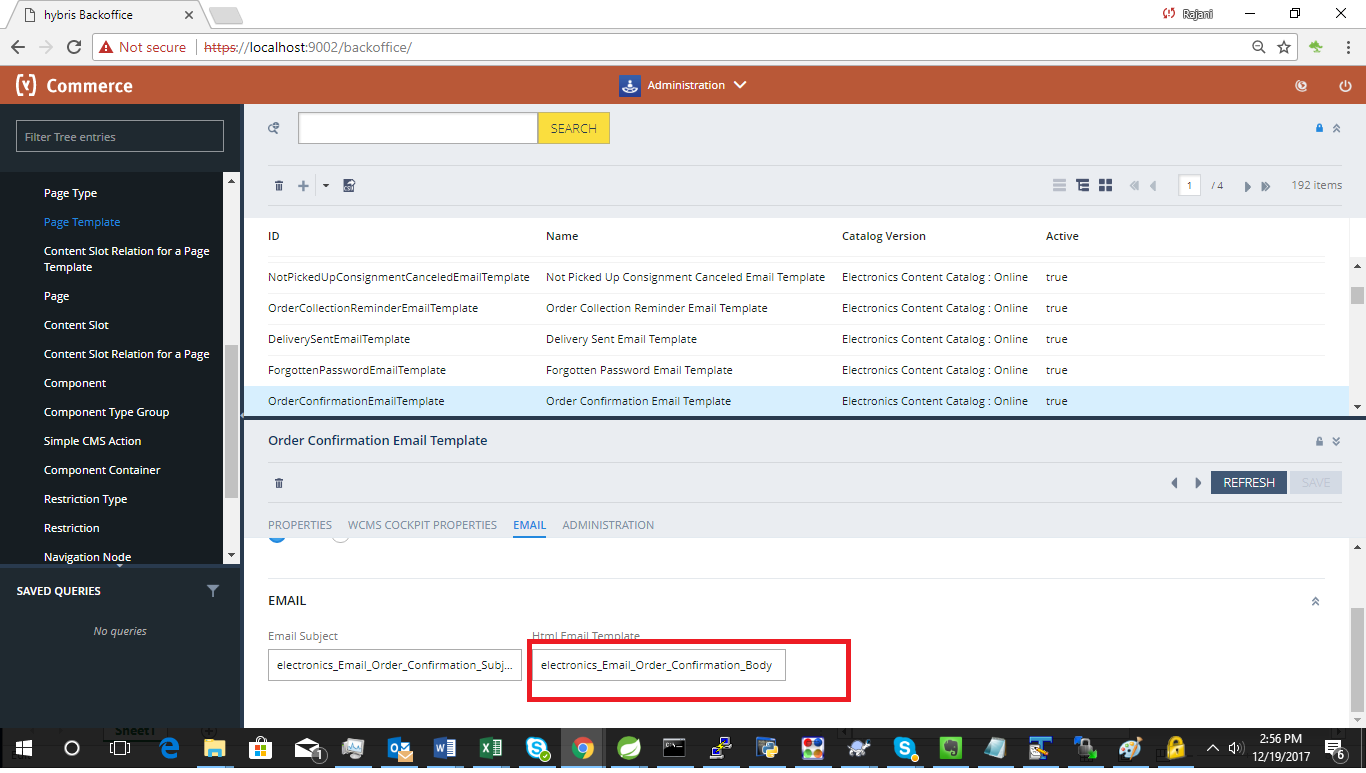 hybris Backoffice
Rajani
Not secure
https://localhost:9002/backoffice/
Commerce
Administration
Filter Tree entries
SEARCH
Page Type
Page Template
Content Slot Relation for a Page
Template
Page
Content Slot
Content Slot Relation for a Page
Component
Component Type Group
Simple CMS Action
Component Container
Restriction Type
Restriction
Navigation Node
SAVED QUERIES
No queries
CSV
1 / 4 192 items
ID Name Catalog Version Active
NotPickedUpConsignmentCanceledEmailTemplate Not Picked Up Consignment Canceled Email Template Electronics Content Catalog : Online true
OrderCollectionReminderEmailTemplate Order Collection Reminder Email Template Electronics Content Catalog : Online true
DeliverySentEmailTemplate Delivery Sent Email Template Electronics Content Catalog : Online true
ForgottenPasswordEmailTemplate Forgotten Password Email Template Electronics Content Catalog : Online true
OrderConfirmationEmailTemplate Order Confirmation Email Template Electronics Content Catalog : Online true
Order Confirmation Email Template
REFRESH SAVE
PROPERTIES WCMS COCKPIT PROPERTIES EMAIL ADMINISTRATION
EMAIL
Email Subject Html Email Template
electronics_Email_Order_Confirmation_Subj... electronics_Email_Order_Confirmation_Body
Sheet1
1
2:56 PM
12/19/2017
6